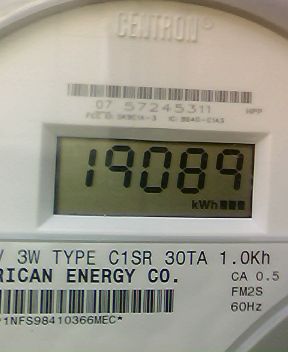 CENTRON
07 57245311
HPP
19089
kWh
3W TYPE C1SR 30TA 1.0Kh
RICAN ENERGY CO.
CA 0.5
FM2S
60Hz
1NFS98410366MEC*